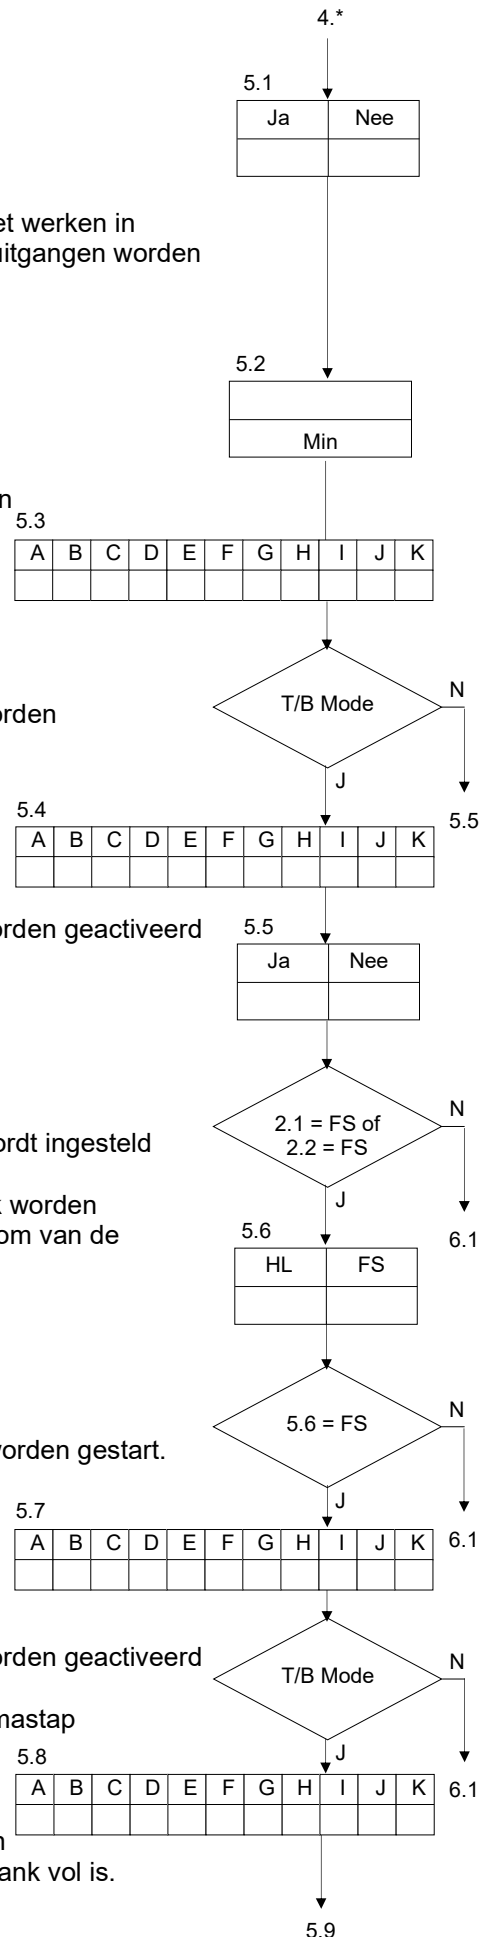 4.*
5.1
Ja Nee
et werken in
uitgangen worden
5.2
Min
n
5.3
A B C D E F G H I J K
T/B Mode
N
orden
J
5.5
5.4
A B C D E F G H I J K
orden geactiveerd
5.5
Ja Nee
2.1 = FS of
2.2 = FS
N
ordt ingesteld
J
k worden
om van de
6.1
5.6
HL FS
5.6 = FS
N
worden gestart.
J
5.7
6.1
A B C D E F G H I J K
orden geactiveerd
T/B Mode
N
mastap
J
5.8
6.1
A B C D E F G H I J K
n
ank vol is.
5.9